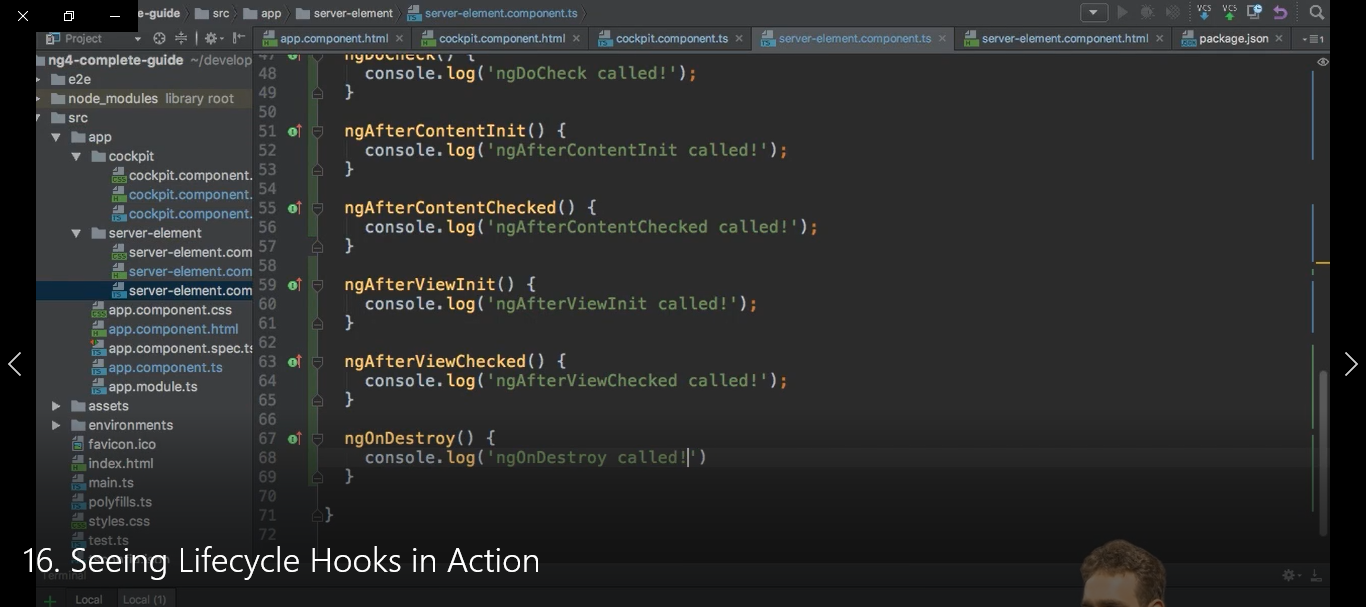 e-guide src app server-element server-element.component.ts
VCS VCS
Project
app.component.html cockpit.component.html cockpit.component.ts server-element.component.ts server-element.component.html package.json
ng4-complete-guide ~/develop
e2e
node_modules library root
src
app
cockpit
cockpit.component.
cockpit.component.
cockpit.component.
server-element
server-element.com
server-element.com
server-element.com
app.component.css
app.component.html
app.component.spec.ts
app.component.ts
app.module.ts
assets
environments
favicon.ico
index.html
main.ts
polyfills.ts
styles.css
test.ts
47 ngDoCheck() {
48 console.log('ngDoCheck called!');
49 }
50
51 ngAfterContentInit() {
52 console.log('ngAfterContentInit called!');
53 }
54
55 ngAfterContentChecked() {
56 console.log('ngAfterContentChecked called!');
57 }
58
59 ngAfterViewInit() {
60 console.log('ngAfterViewInit called!');
61 }
62
63 ngAfterViewChecked() {
64 console.log('ngAfterViewChecked called!');
65 }
66
67 ngOnDestroy() {
68 console.log('ngOnDestroy called!')
69 }
70
71 }
72
16. Seeing Lifecycle Hooks in Action
Terminal
Local Local (1)